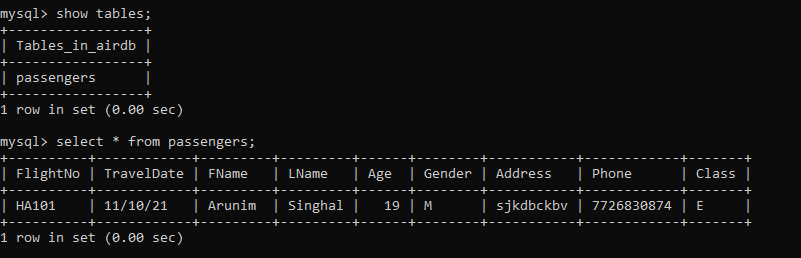 mysql> show tables;
+-----------------+
| Tables_in_airdb |
+-----------------+
| passengers      |
+-----------------+
1 row in set (0.00 sec)

mysql> select * from passengers;
+----------+------------+--------+---------+------+--------+-----------+------------+-------+
| FlightNo | TravelDate | FName  | LName   | Age  | Gender | Address   | Phone      | Class |
+----------+------------+--------+---------+------+--------+-----------+------------+-------+
| HA101    | 11/10/21   | Arunim | Singhal |   19 | M      | sjkdbckbv | 7726830874 | E     |
+----------+------------+--------+---------+------+--------+-----------+------------+-------+
1 row in set (0.00 sec)